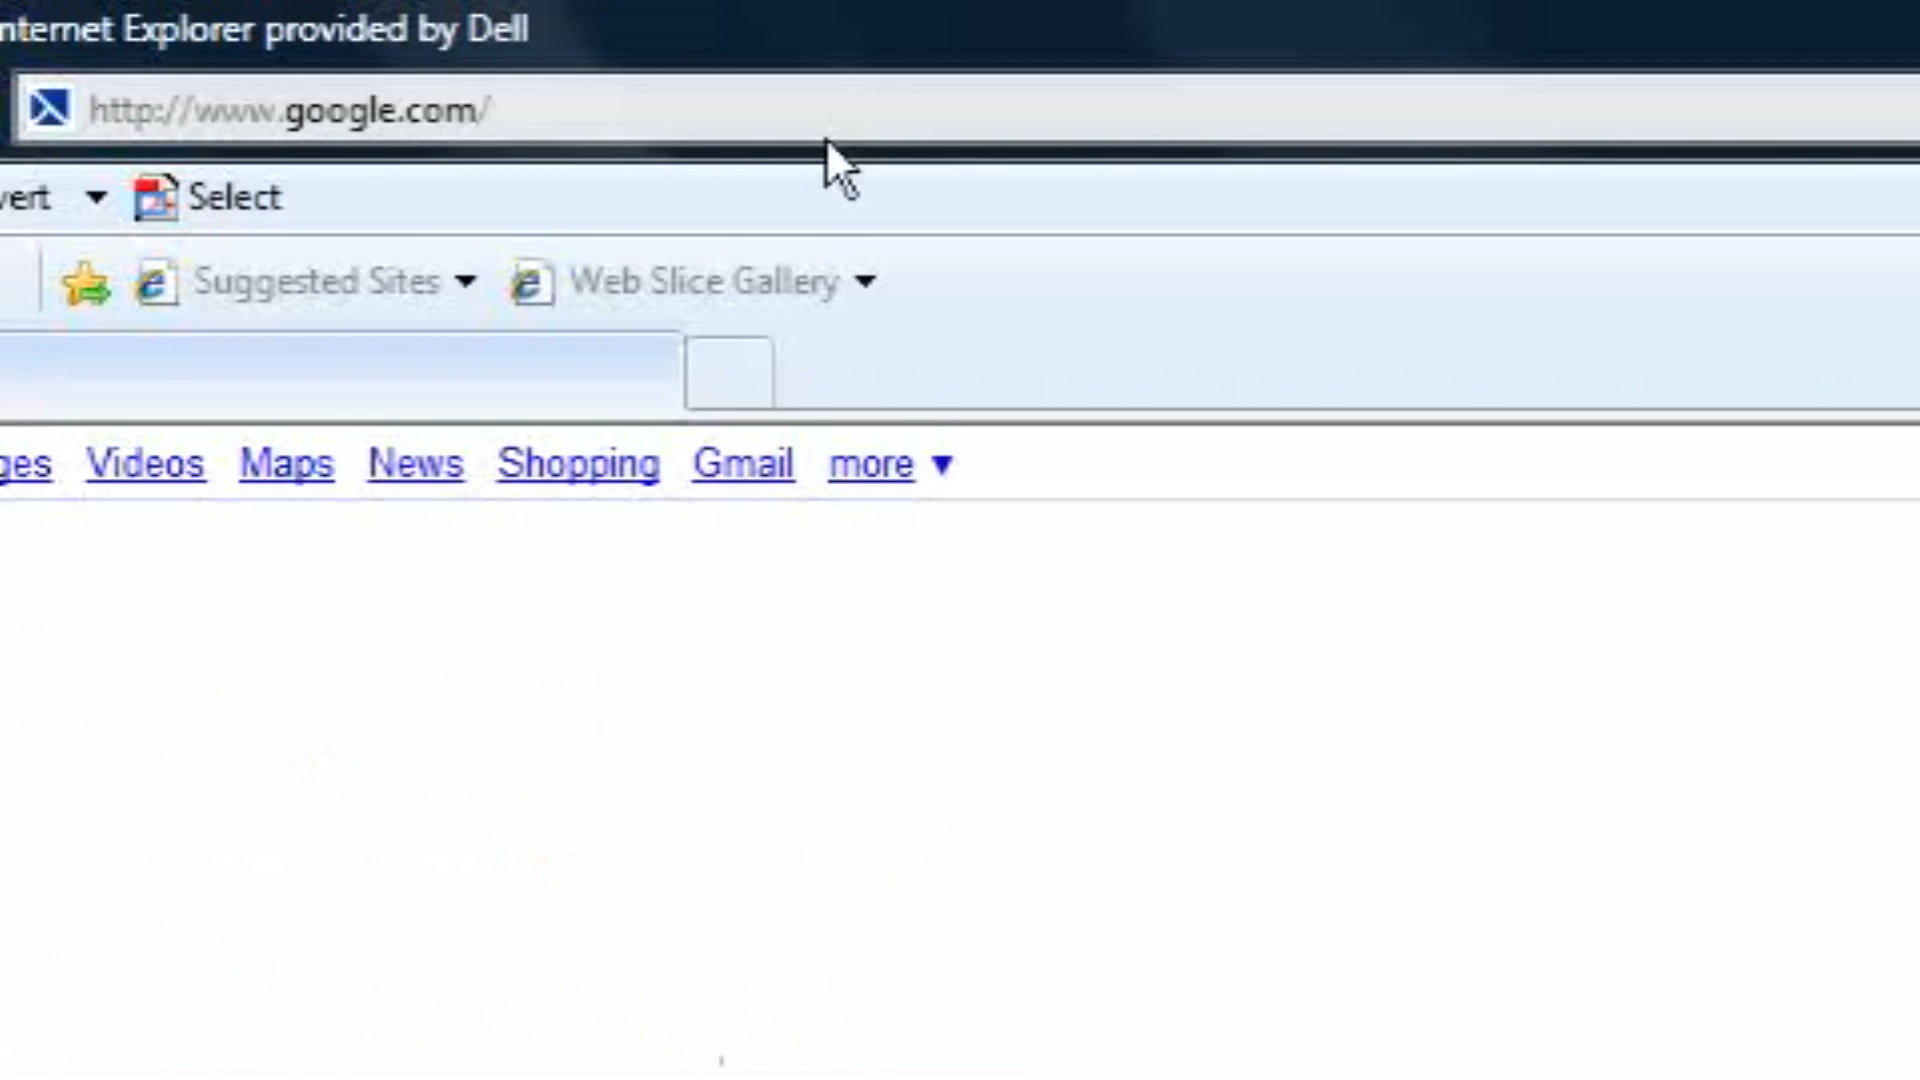 nternet Explorer provided by Dell
http://www.google.com/
vert Select
Suggested Sites Web Slice Gallery
ges Videos Maps News Shopping Gmail more